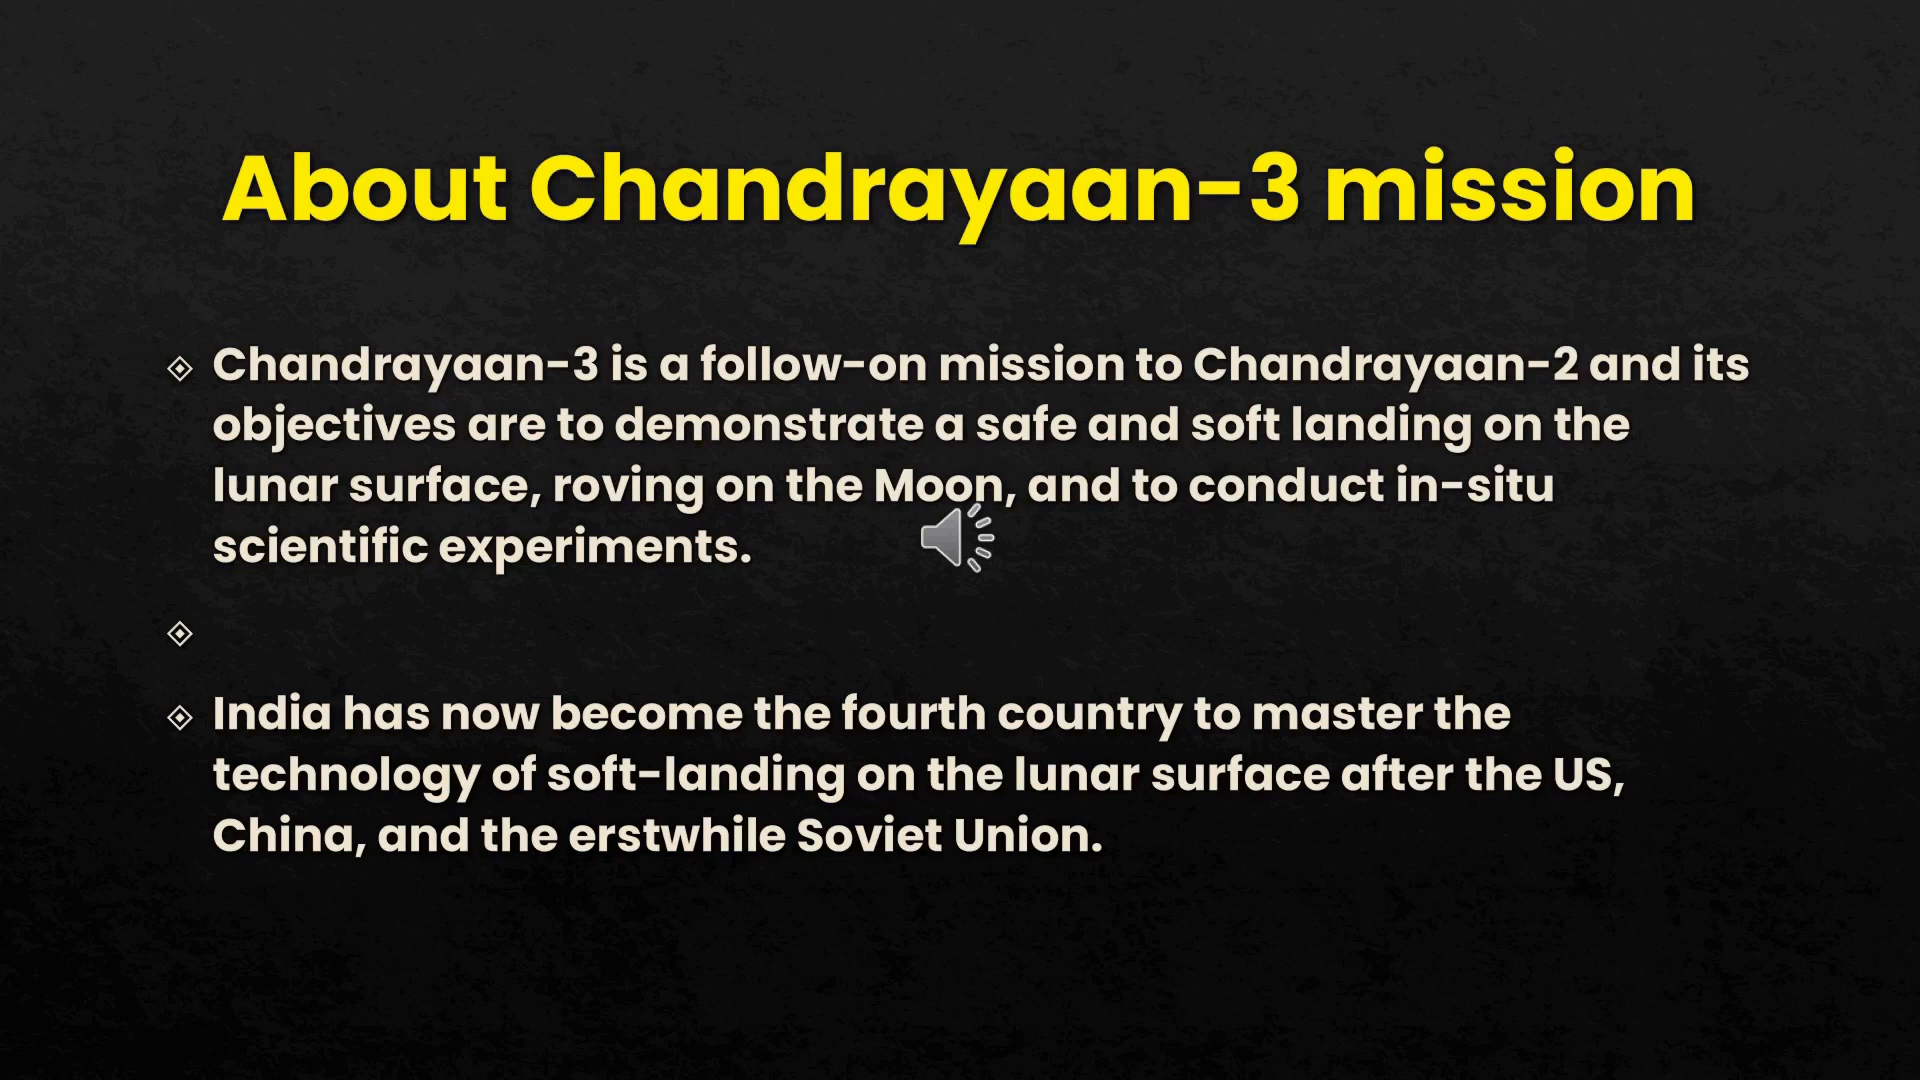 About Chandrayaan-3 mission
Chandrayaan-3 is a follow-on mission to Chandrayaan-2 and its
objectives are to demonstrate a safe and soft landing on the
lunar surface, roving on the Moon, and to conduct in-situ
scientific experiments.
India has now become the fourth country to master the
technology of soft-landing on the lunar surface after the US,
China, and the erstwhile Soviet Union.